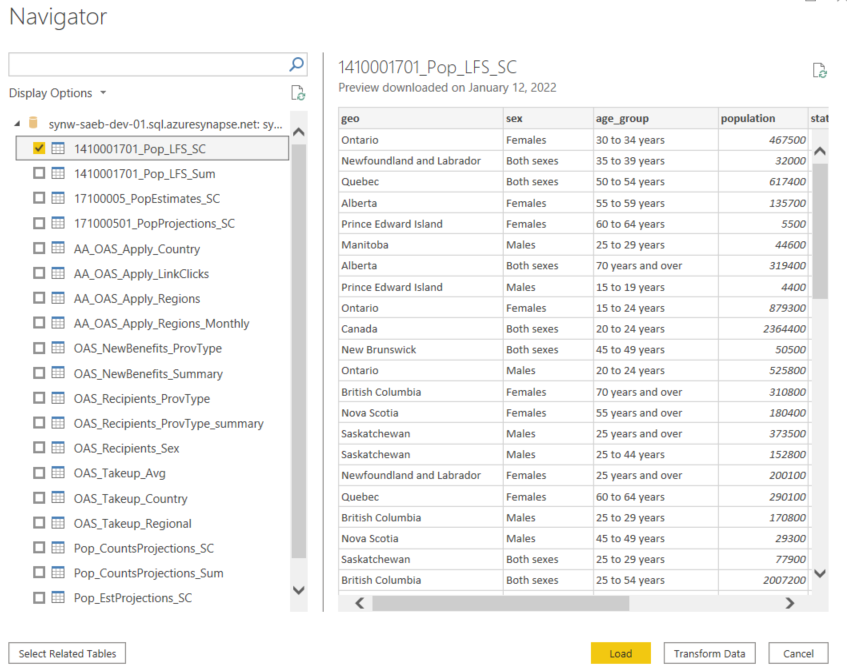 Navigator
Display Options
synw-saeb-dev-01.sql.azuresynapse.net: sy...
1410001701_Pop_LFS_SC
1410001701_Pop_LFS_Sum
17100005_PopEstimates_SC
171000501_PopProjections_SC
AA_OAS_Apply_Country
AA_OAS_Apply_LinkClicks
AA_OAS_Apply_Regions
AA_OAS_Apply_Regions_Monthly
OAS_NewBenefits_ProvType
OAS_NewBenefits_Summary
OAS_Recipients_ProvType
OAS_Recipients_ProvType_summary
OAS_Recipients_Sex
OAS_Takeup_Avg
OAS_Takeup_Country
OAS_Takeup_Regional
Pop_CountsProjections_SC
Pop_CountsProjections_Sum
Pop_EstProjections_SC
1410001701_Pop_LFS_SC
Preview downloaded on January 12, 2022
geo sex age_group population stat
Ontario Females 30 to 34 years 467500
Newfoundland and Labrador Both sexes 35 to 39 years 32000
Quebec Both sexes 50 to 54 years 617400
Alberta Females 55 to 59 years 135700
Prince Edward Island Females 60 to 64 years 5500
Manitoba Males 25 to 29 years 44600
Alberta Both sexes 70 years and over 319400
Prince Edward Island Males 15 to 19 years 4400
Ontario Females 15 to 24 years 879300
Canada Both sexes 20 to 24 years 2364400
New Brunswick Both sexes 45 to 49 years 50500
Ontario Males 20 to 24 years 525800
British Columbia Females 70 years and over 310800
Nova Scotia Females 55 years and over 180400
Saskatchewan Males 25 years and over 373500
Saskatchewan Males 25 to 44 years 152800
Newfoundland and Labrador Females 25 years and over 200100
Quebec Females 60 to 64 years 290100
British Columbia Males 25 to 29 years 170800
Nova Scotia Males 45 to 49 years 29300
Saskatchewan Both sexes 25 to 29 years 77900
British Columbia Both sexes 25 to 54 years 2007200
Select Related Tables
Load
Transform Data
Cancel